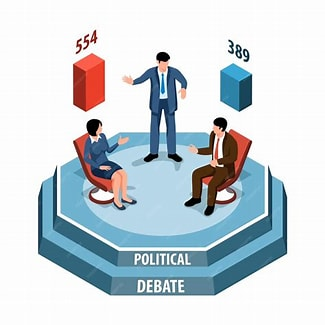 554
389
POLITICAL
DEBATE